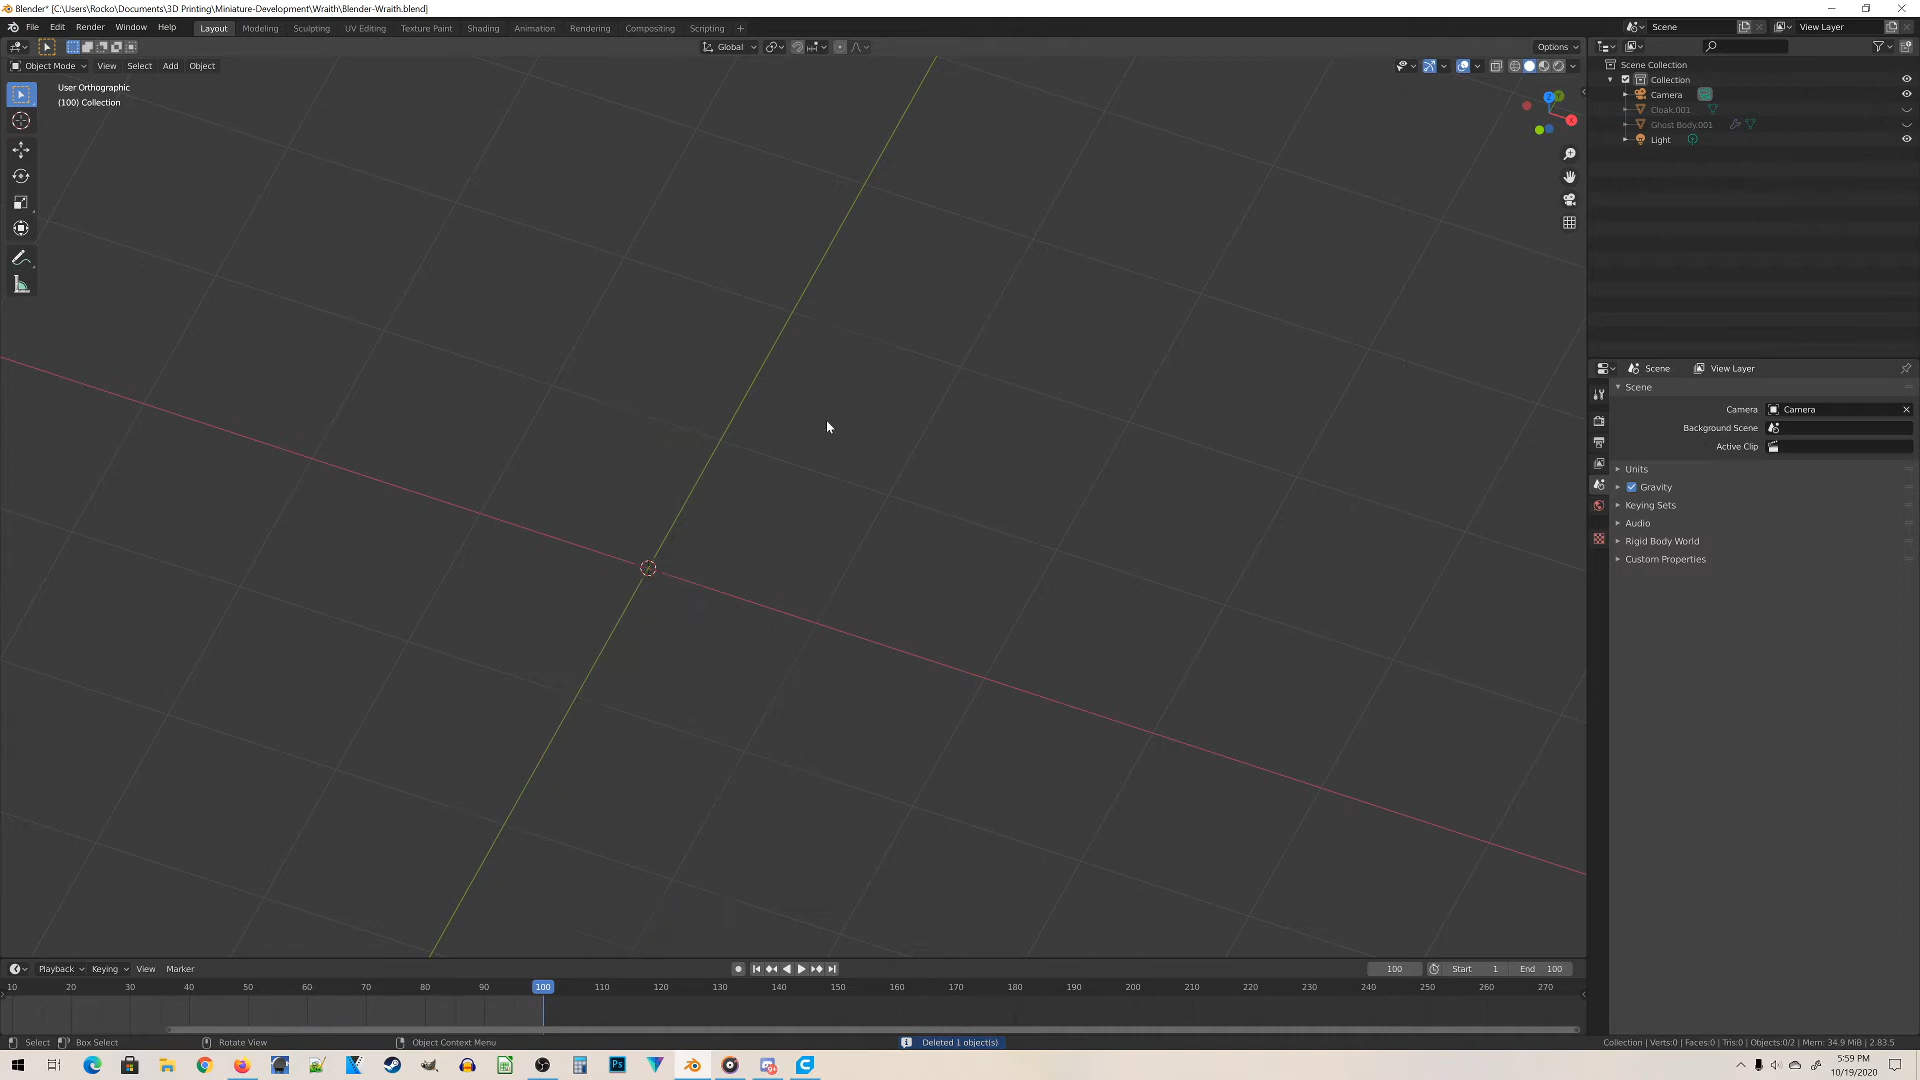 Blender* [C:\Users\Rocko\Documents\3D Printing\Miniature-Development\Wraith\Blender-Wraith.blend]
File Edit Render Window Help Layout Modeling Sculpting UV Editing Texture Paint Shading Animation Rendering Compositing Scripting + Scene View Layer
Global Options
Object Mode View Select Add Object
User Orthographic
(100) Collection
Z
Y
X
Scene Collection
Collection
Camera
Cloak.001
Ghost Body.001
Light
Scene View Layer
Scene
Camera Camera
Background Scene
Active Clip
Units
Gravity
Keying Sets
Audio
Rigid Body World
Custom Properties
Playback Keying View Marker 100 Start 1 End 100
10 20 30 40 50 60 70 80 90 100 110 120 130 140 150 160 170 180 190 200 210 220 230 240 250 260 270
Select Box Select Rotate View Object Context Menu Deleted 1 object(s) Collection | Verts:0 | Faces:0 | Tris:0 | Objects:0/2 | Mem: 34.9 MiB | 2.83.5
5:59 PM
10/19/2020